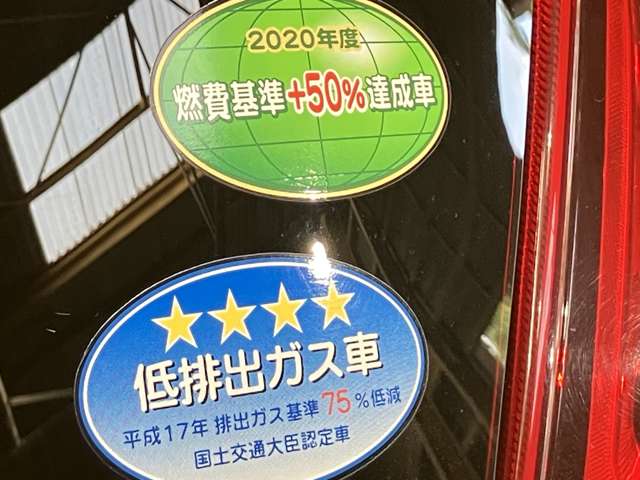 2020年度
燃費基準+50%達成車
低排出ガス車
平成17年 排出ガス基準75%低減
国土交通大臣認定車